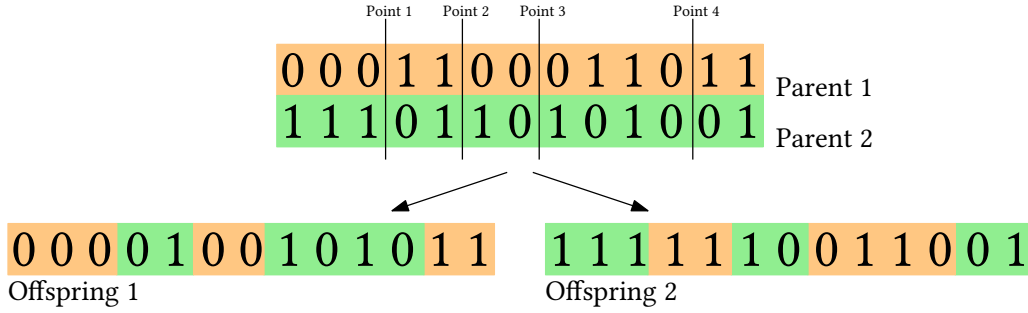 Point 1 Point 2 Point 3 Point 4
0 0 0 1 1 0 0 0 1 1 0 1 1 Parent 1
1 1 1 0 1 1 0 1 0 1 0 0 1 Parent 2
0 0 0 0 1 0 0 1 0 1 0 1 1 1 1 1 1 1 1 0 0 1 1 0 0 1
Offspring 1 Offspring 2